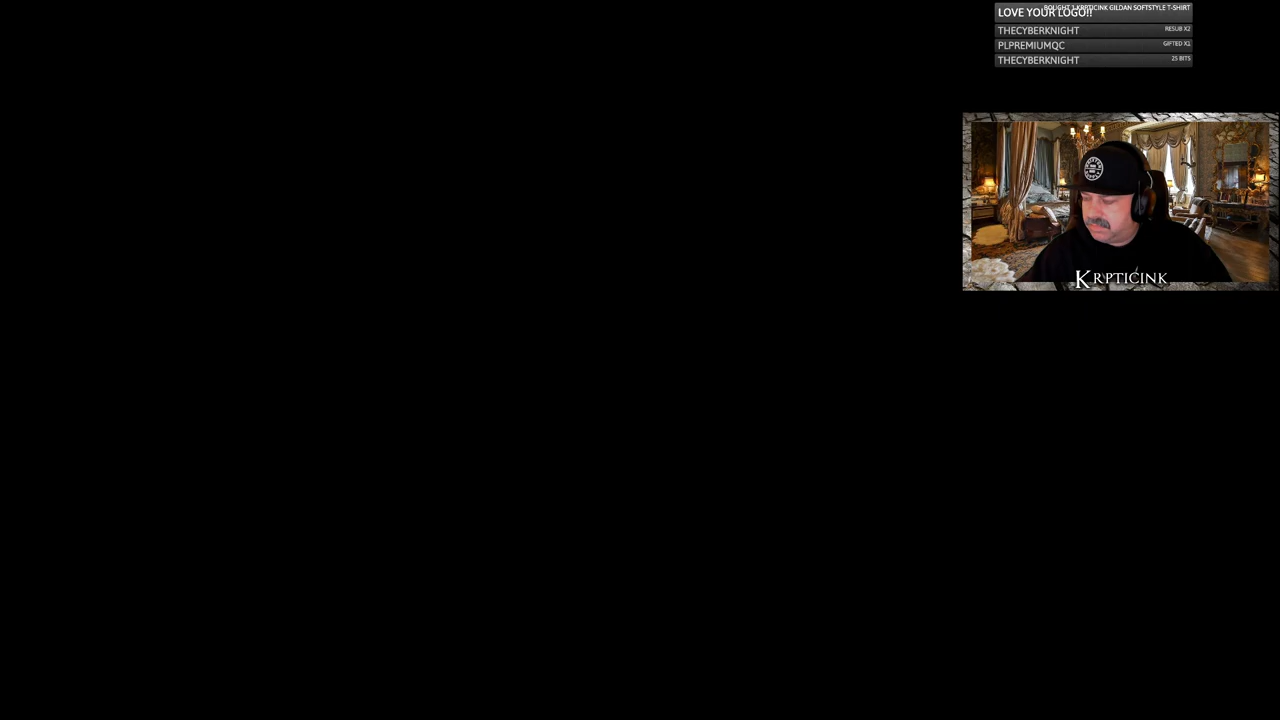 BOUGHT 1 KRPTICINK GILDAN SOFTSTYLE T-SHIRT
LOVE YOUR LOGO!!
THECYBERKNIGHT RESUB X2
PLPREMIUMQC GIFTED X1
THECYBERKNIGHT 25 BITS
KRPTICINK